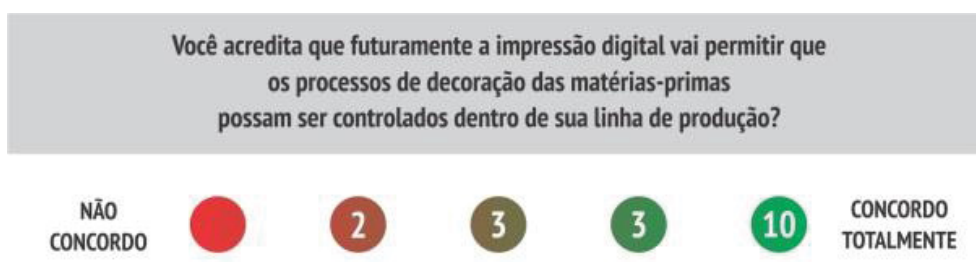 Você acredita que futuramente a impressão digital vai permitir que
os processos de decoração das matérias-primas
possam ser controlados dentro de sua linha de produção?
NÃO
CONCORDO
2
3
3
10
CONCORDO
TOTALMENTE